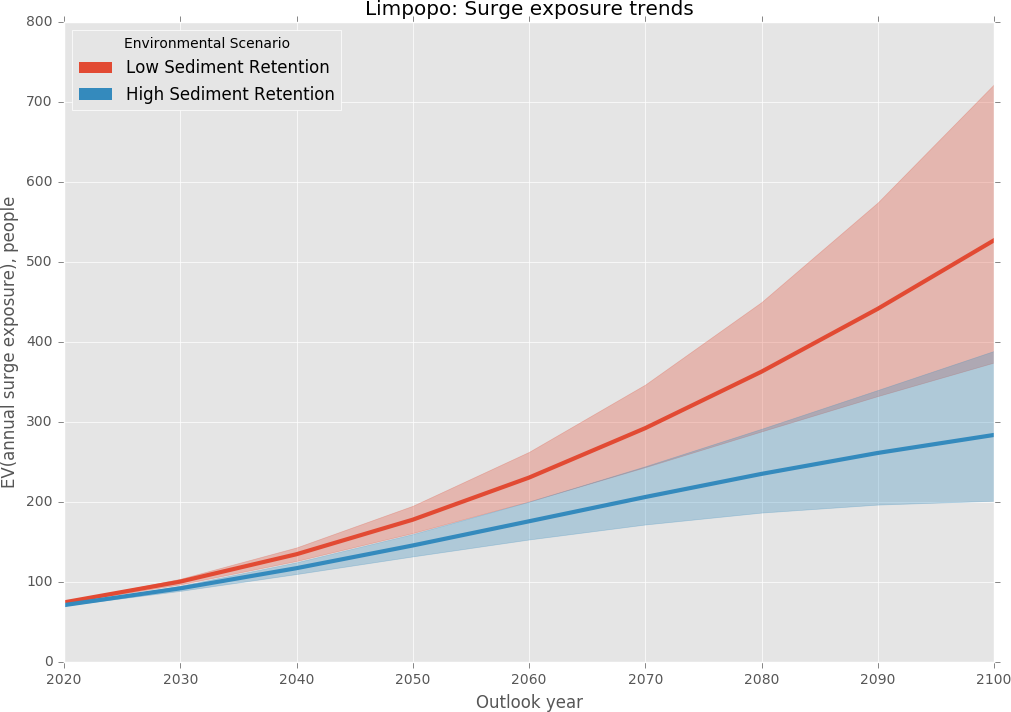 Limpopo: Surge exposure trends
Environmental Scenario
Low Sediment Retention
High Sediment Retention
EV(annual surge exposure), people
800
700
600
500
400
300
200
100
0
2020 2030 2040 2050 2060 2070 2080 2090 2100
Outlook year